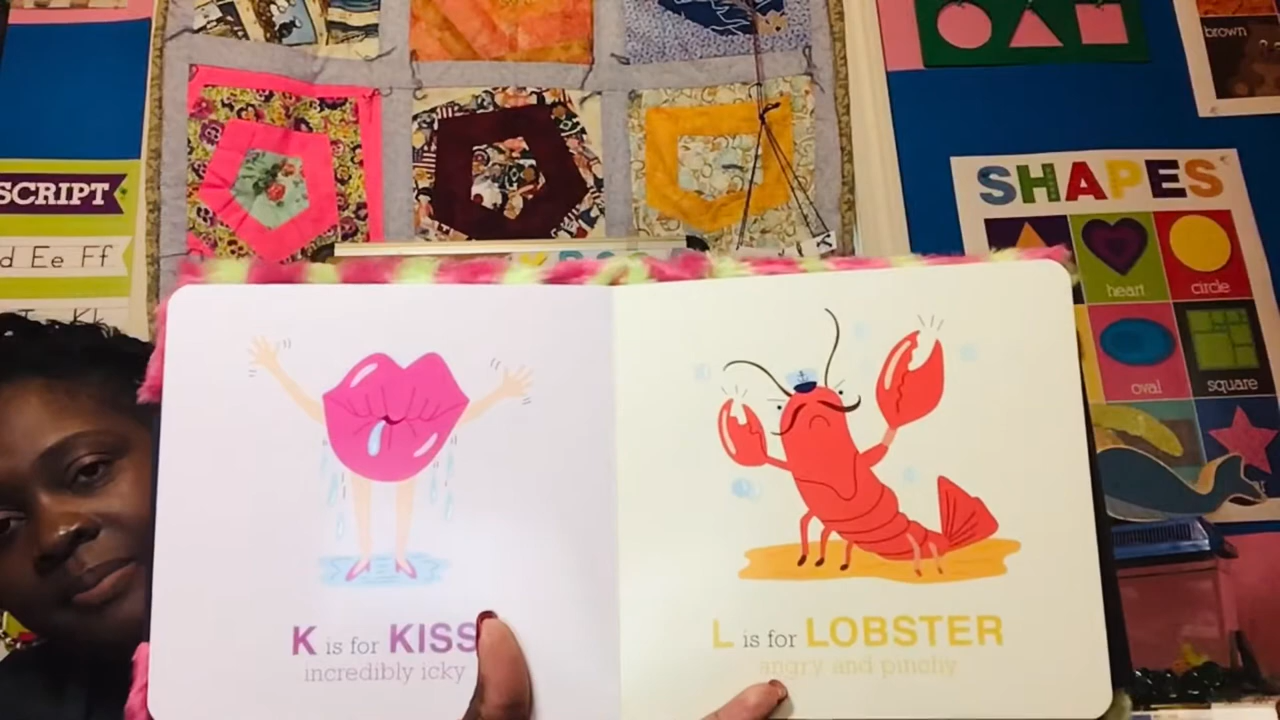 brown
SCRIPT
d Ee Ff
SHAPES
heart
circle
oval
square
K is for KISS
incredibly icky
L is for LOBSTER
angry and pinchy